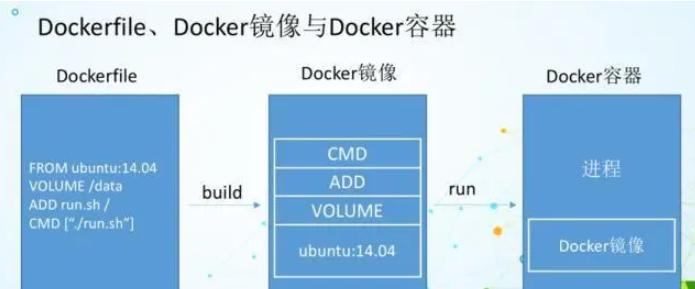 Dockerfile、Docker镜像与Docker容器
Dockerfile
Docker镜像
Docker容器
FROM ubuntu:14.04
VOLUME /data
ADD run.sh /
CMD [“./run.sh”]
build
CMD
ADD
VOLUME
ubuntu:14.04
run
进程
Docker镜像